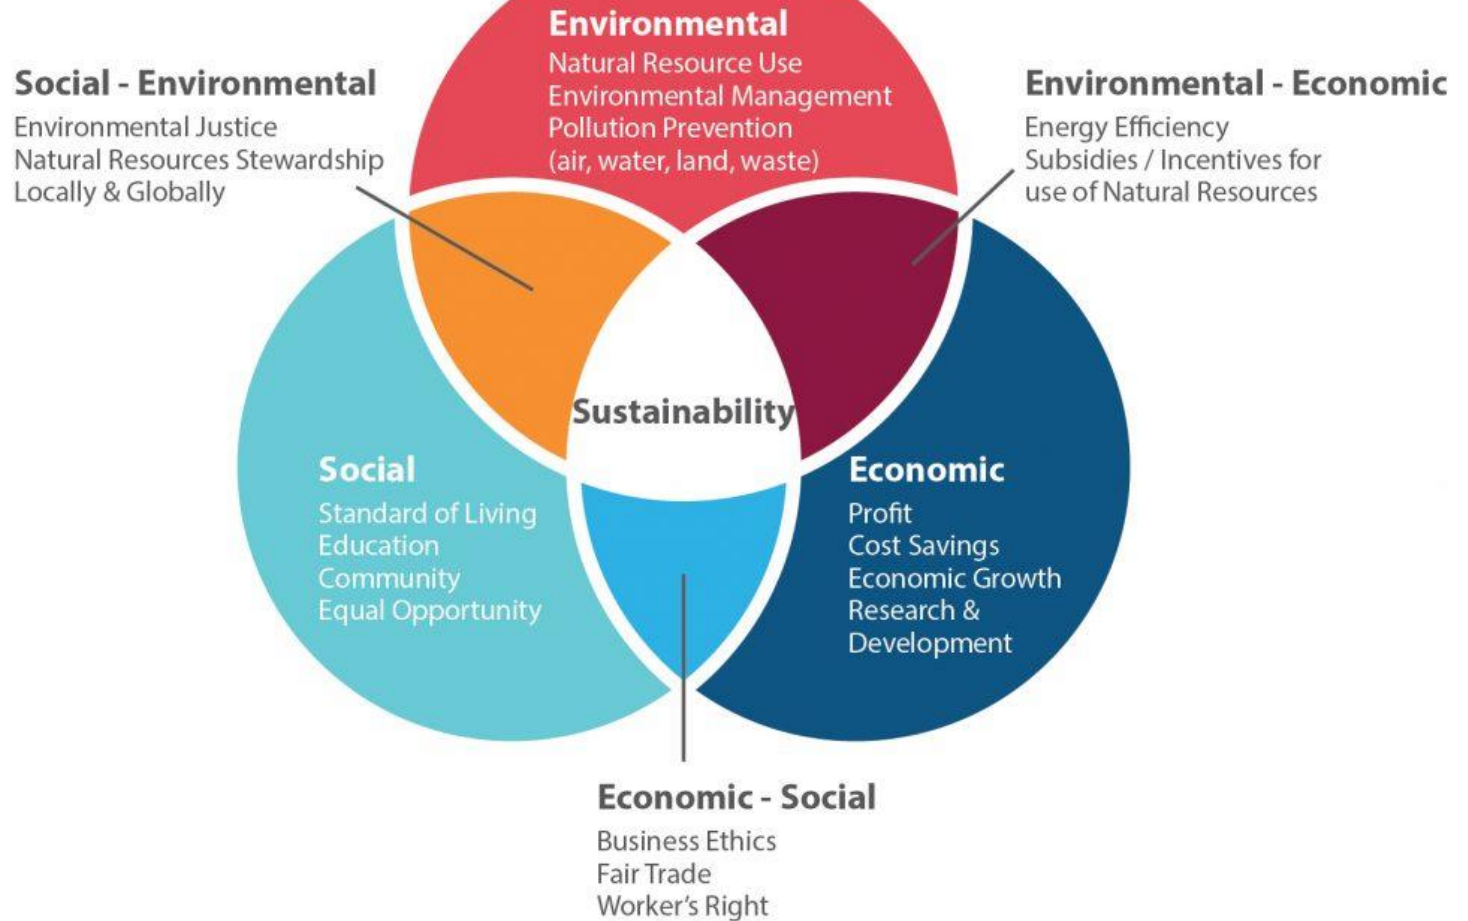 Environmental
Natural Resource Use
Environmental Management
Pollution Prevention
(air, water, land, waste)
Social - Environmental
Environmental Justice
Natural Resources Stewardship
Locally & Globally
Environmental - Economic
Energy Efficiency
Subsidies / Incentives for
use of Natural Resources
Sustainability
Social
Standard of Living
Education
Community
Equal Opportunity
Economic
Profit
Cost Savings
Economic Growth
Research &
Development
Economic - Social
Business Ethics
Fair Trade
Worker’s Right